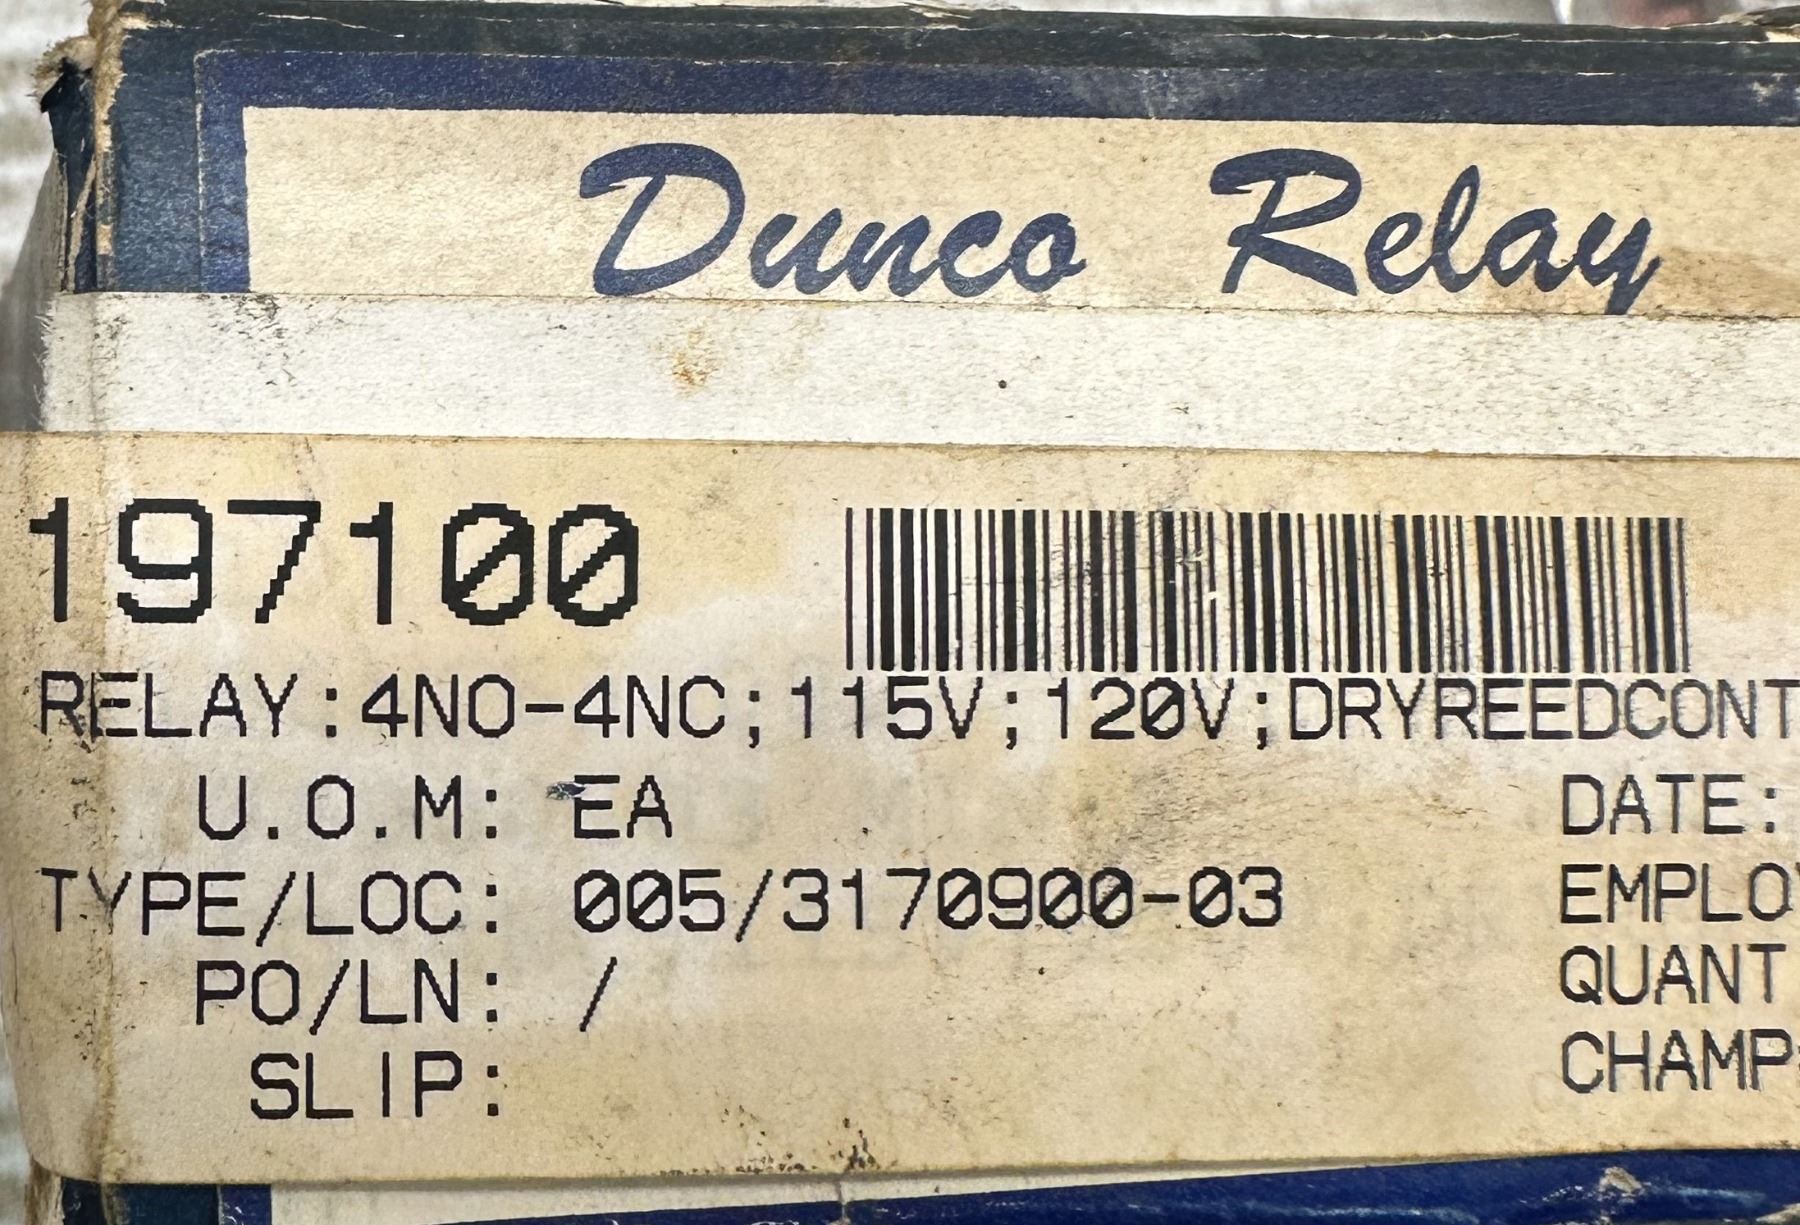 Dunco Relay
197100
RELAY:4NO-4NC;115V;120V;DRYREEDCONT
U.O.M: EA
DATE:
TYPE/LOC: 005/3170900-03
EMPLO
PO/LN: /
QUANT
SLIP:
CHAMP